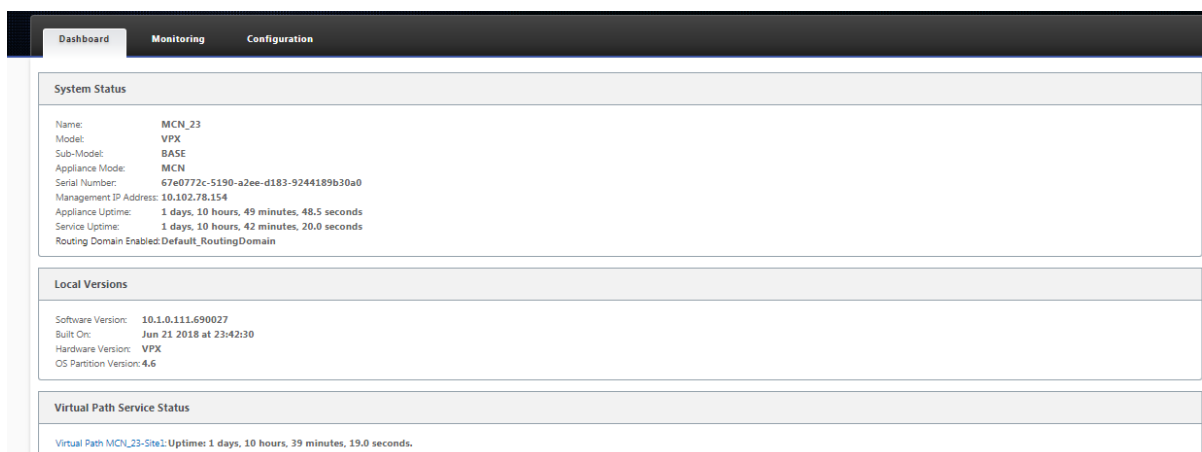 Dashboard Monitoring Configuration
System Status
Name: MCN_23
Model: VPX
Sub-Model: BASE
Appliance Mode: MCN
Serial Number: 67e0772c-5190-a2ee-d183-9244189b30a0
Management IP Address: 10.102.78.154
Appliance Uptime: 1 days, 10 hours, 49 minutes, 48.5 seconds
Service Uptime: 1 days, 10 hours, 42 minutes, 20.0 seconds
Routing Domain Enabled: Default_RoutingDomain
Local Versions
Software Version: 10.1.0.111.690027
Built On: Jun 21 2018 at 23:42:30
Hardware Version: VPX
OS Partition Version: 4.6
Virtual Path Service Status
Virtual Path MCN_23-Site1: Uptime: 1 days, 10 hours, 39 minutes, 19.0 seconds.